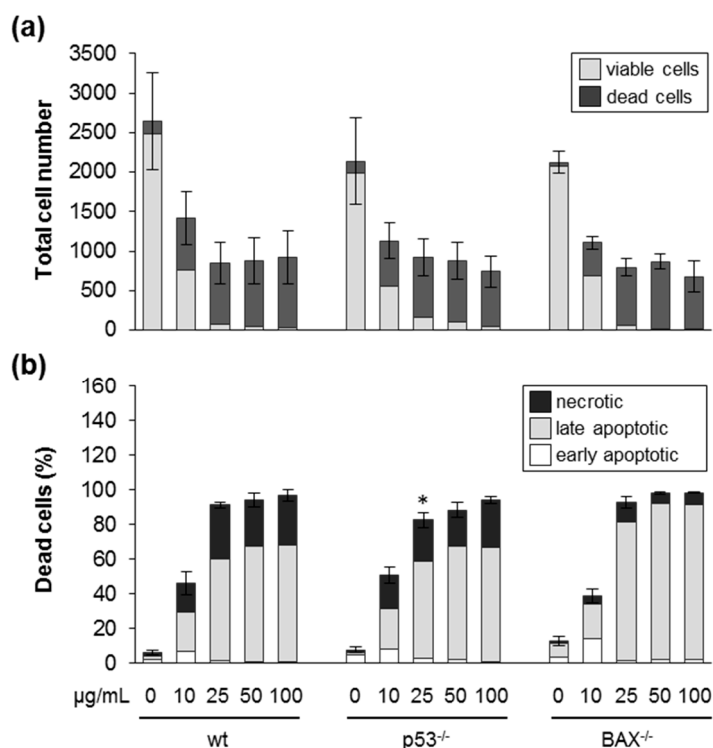 (a)
Total cell number
3500
3000
2500
2000
1500
1000
500
0
viable cells
dead cells
(b)
Dead cells (%)
160
140
120
100
80
60
40
20
0
necrotic
late apoptotic
early apoptotic
*
µg/mL 0 10 25 50 100 0 10 25 50 100 0 10 25 50 100
wt p53-/- BAX-/-